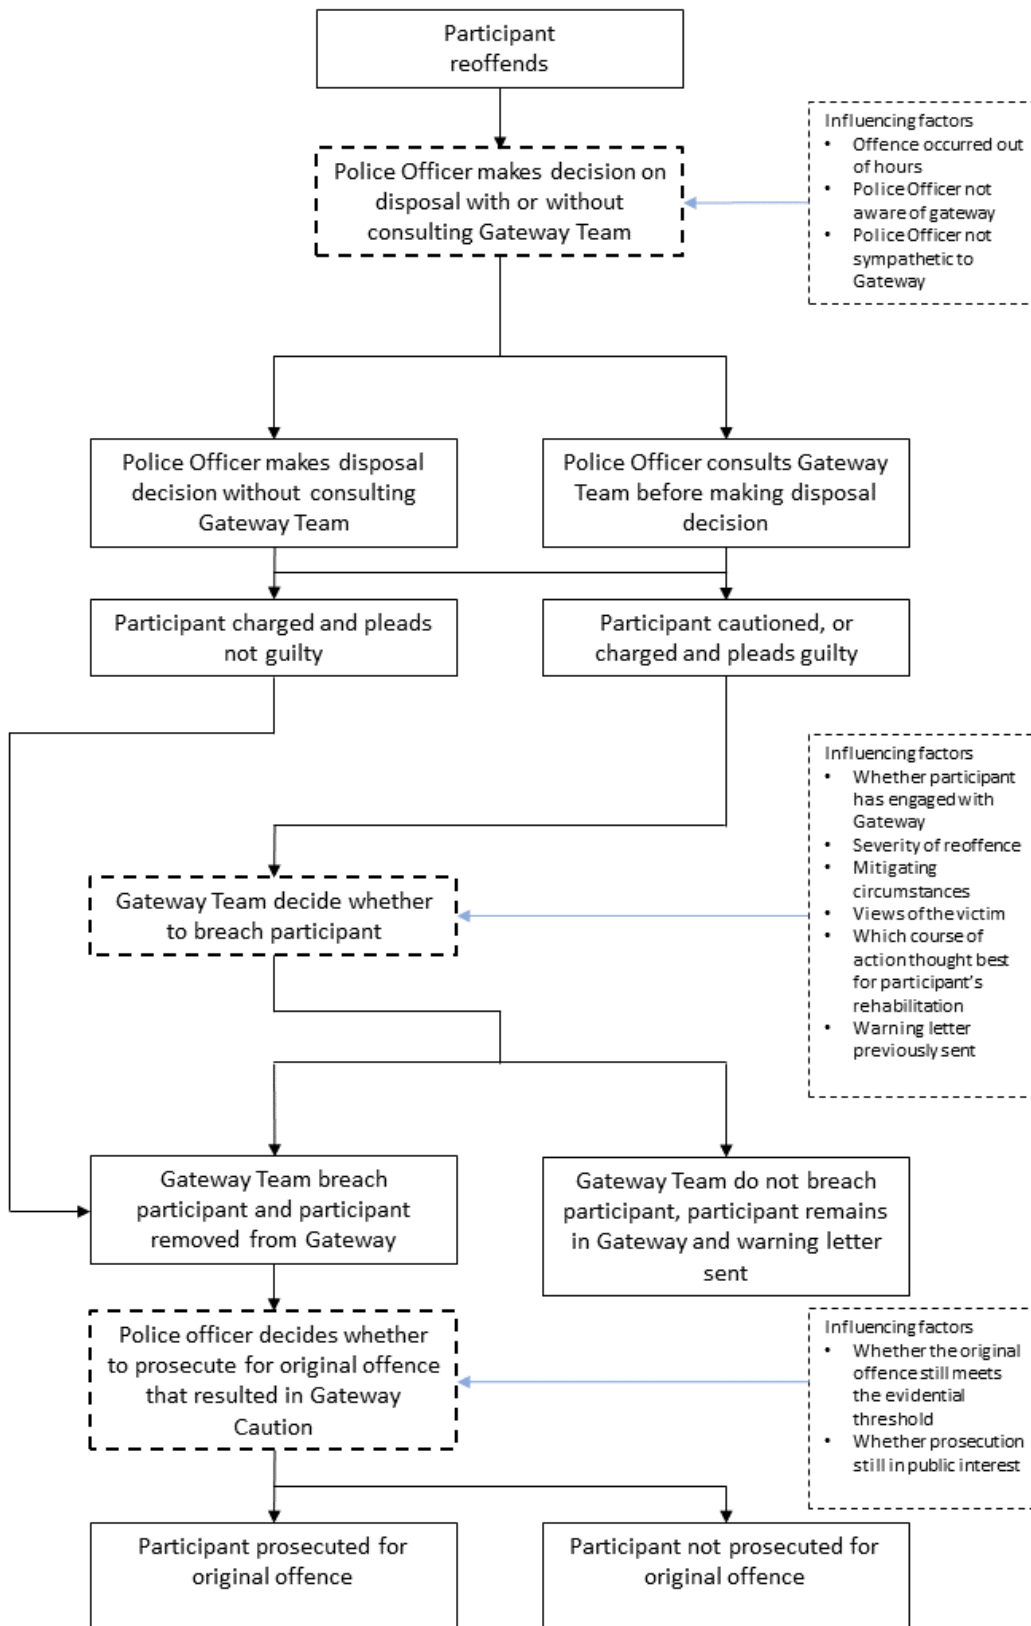 Participant
reoffends
Influencing factors
• Offence occurred out
of hours
• Police Officer not
aware of gateway
• Police Officer not
sympathetic to
Gateway
Police Officer makes decision on
disposal with or without
consulting Gateway Team
Police Officer makes disposal
decision without consulting
Gateway Team
Police Officer consults Gateway
Team before making disposal
decision
Participant charged and pleads
not guilty
Participant cautioned, or
charged and pleads guilty
Influencing factors
• Whether participant
has engaged with
Gateway
• Severity of reoffence
• Mitigating
circumstances
• Views of the victim
• Which course of
action thought best
for participant's
rehabilitation
• Warning letter
previously sent
Gateway Team decide whether
to breach participant
Gateway Team breach
participant and participant
removed from Gateway
Gateway Team do not breach
participant, participant remains
in Gateway and warning letter
sent
Police officer decides whether
to prosecute for original offence
that resulted in Gateway
Caution
Influencing factors
• Whether the original
offence still meets
the evidential
threshold
• Whether prosecution
still in public interest
Participant prosecuted for
original offence
Participant not prosecuted for
original offence